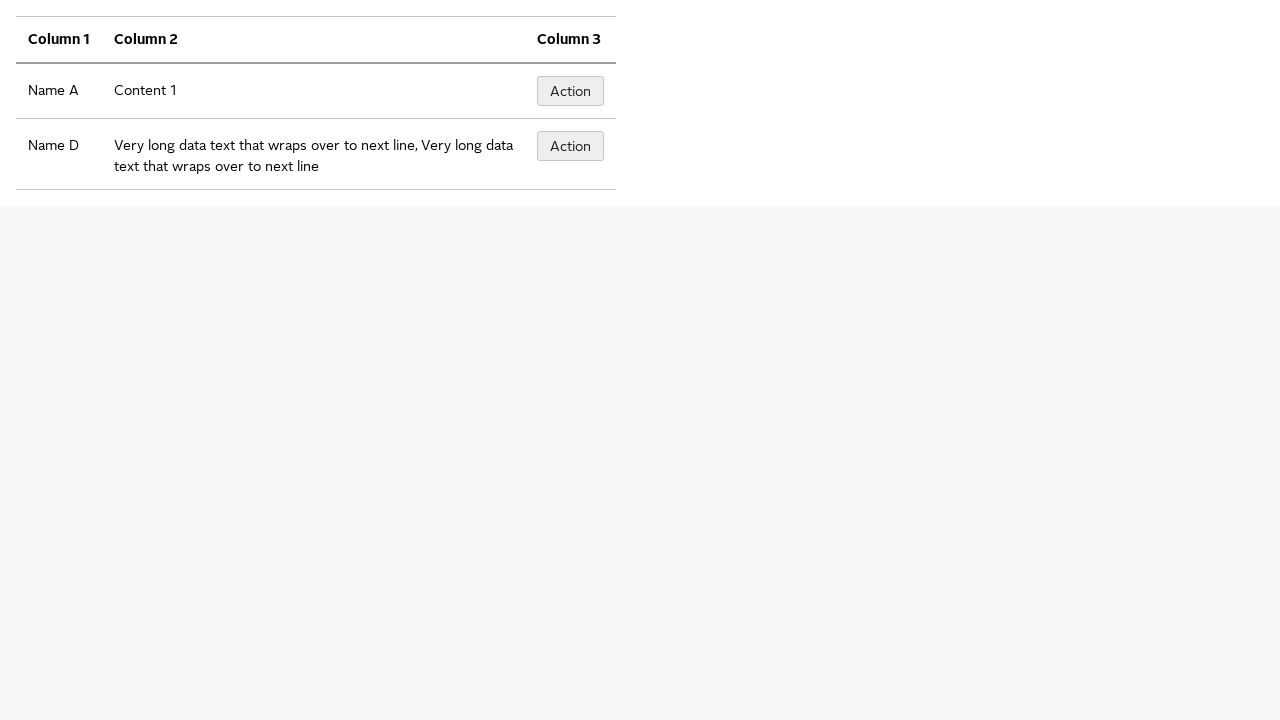 Column 1 Column 2 Column 3
Name A Content 1 Action
Name D Very long data text that wraps over to next line, Very long data Action
text that wraps over to next line